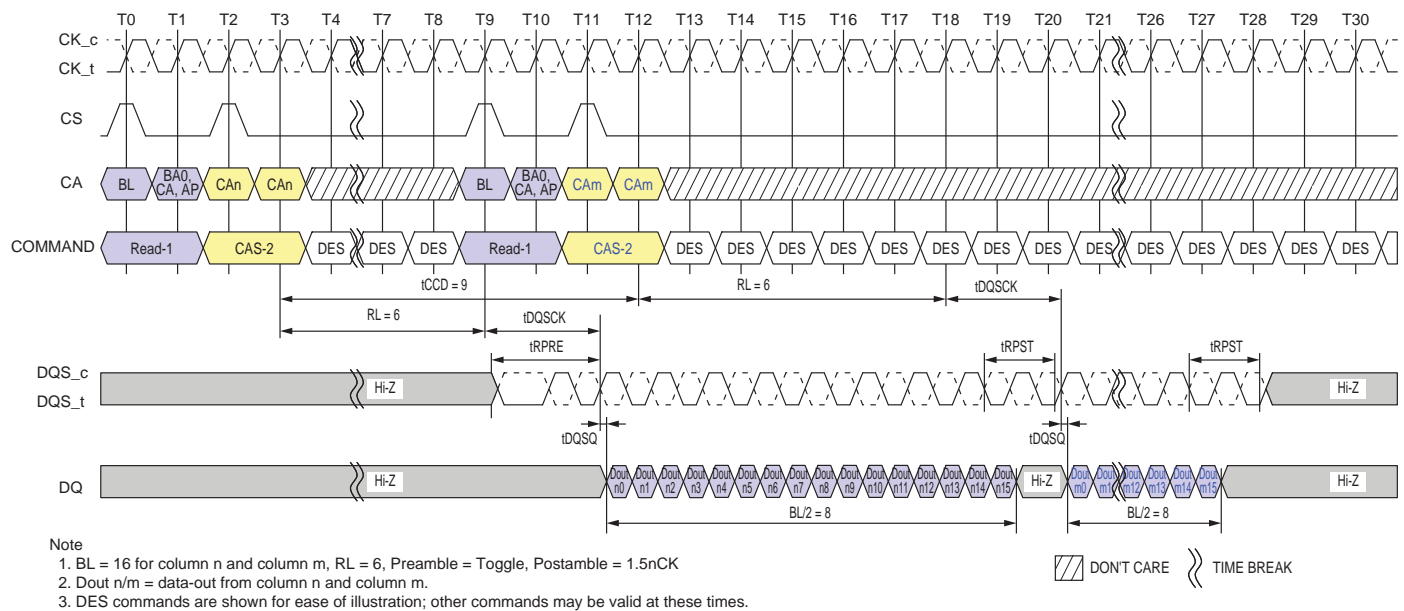 T0 T1 T2 T3 T4 T7 T8 T9 T10 T11 T12 T13 T14 T15 T16 T17 T18 T19 T20 T21 T26 T27 T28 T29 T30
CK_c
CK_t
CS
CA
BL
BA0, CA, AP
CAn
CAn
BL
BA0, CA, AP
CAm
CAm
COMMAND
Read-1 CAS-2 DES DES DES Read-1 CAS-2 DES DES DES DES DES DES DES DES DES DES DES DES DES DES
tCCD = 9
RL = 6
tDQSCK
RL = 6
tDQSCK
tRPRE
tRPST
tRPST
DQS_c
DQS_t
Hi-Z
Hi-Z
tDQSQ
tDQSQ
DQ
Hi-Z
Dout n0
Dout n1
Dout n2
Dout n3
Dout n4
Dout n5
Dout n6
Dout n7
Dout n8
Dout n9
Dout n10
Dout n11
Dout n12
Dout n13
Dout n14
Dout n15
Hi-Z
Dout m0
Dout m1
Dout m12
Dout m13
Dout m14
Dout m15
Hi-Z
BL/2 = 8
BL/2 = 8
Note
1. BL = 16 for column n and column m, RL = 6, Preamble = Toggle, Postamble = 1.5nCK
2. Dout n/m = data-out from column n and column m.
3. DES commands are shown for ease of illustration; other commands may be valid at these times.
DON'T CARE
TIME BREAK